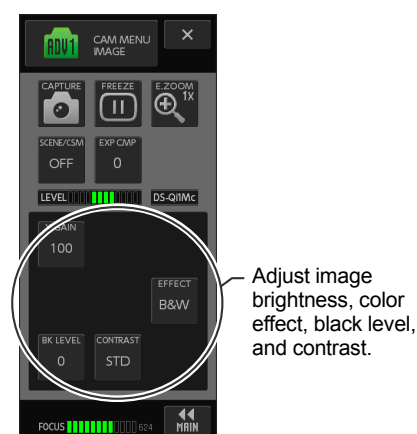 ADV1
CAM MENU
IMAGE
×
CAPTURE
FREEZE
E.ZOOM
1X
SCENE/CSM
OFF
EXP CMP
0
LEVEL
DS-Qi1Mc
GAIN
100
EFFECT
B&W
BK LEVEL
0
CONTRAST
STD
Adjust image
brightness, color
effect, black level,
and contrast.
FOCUS
624
MAIN